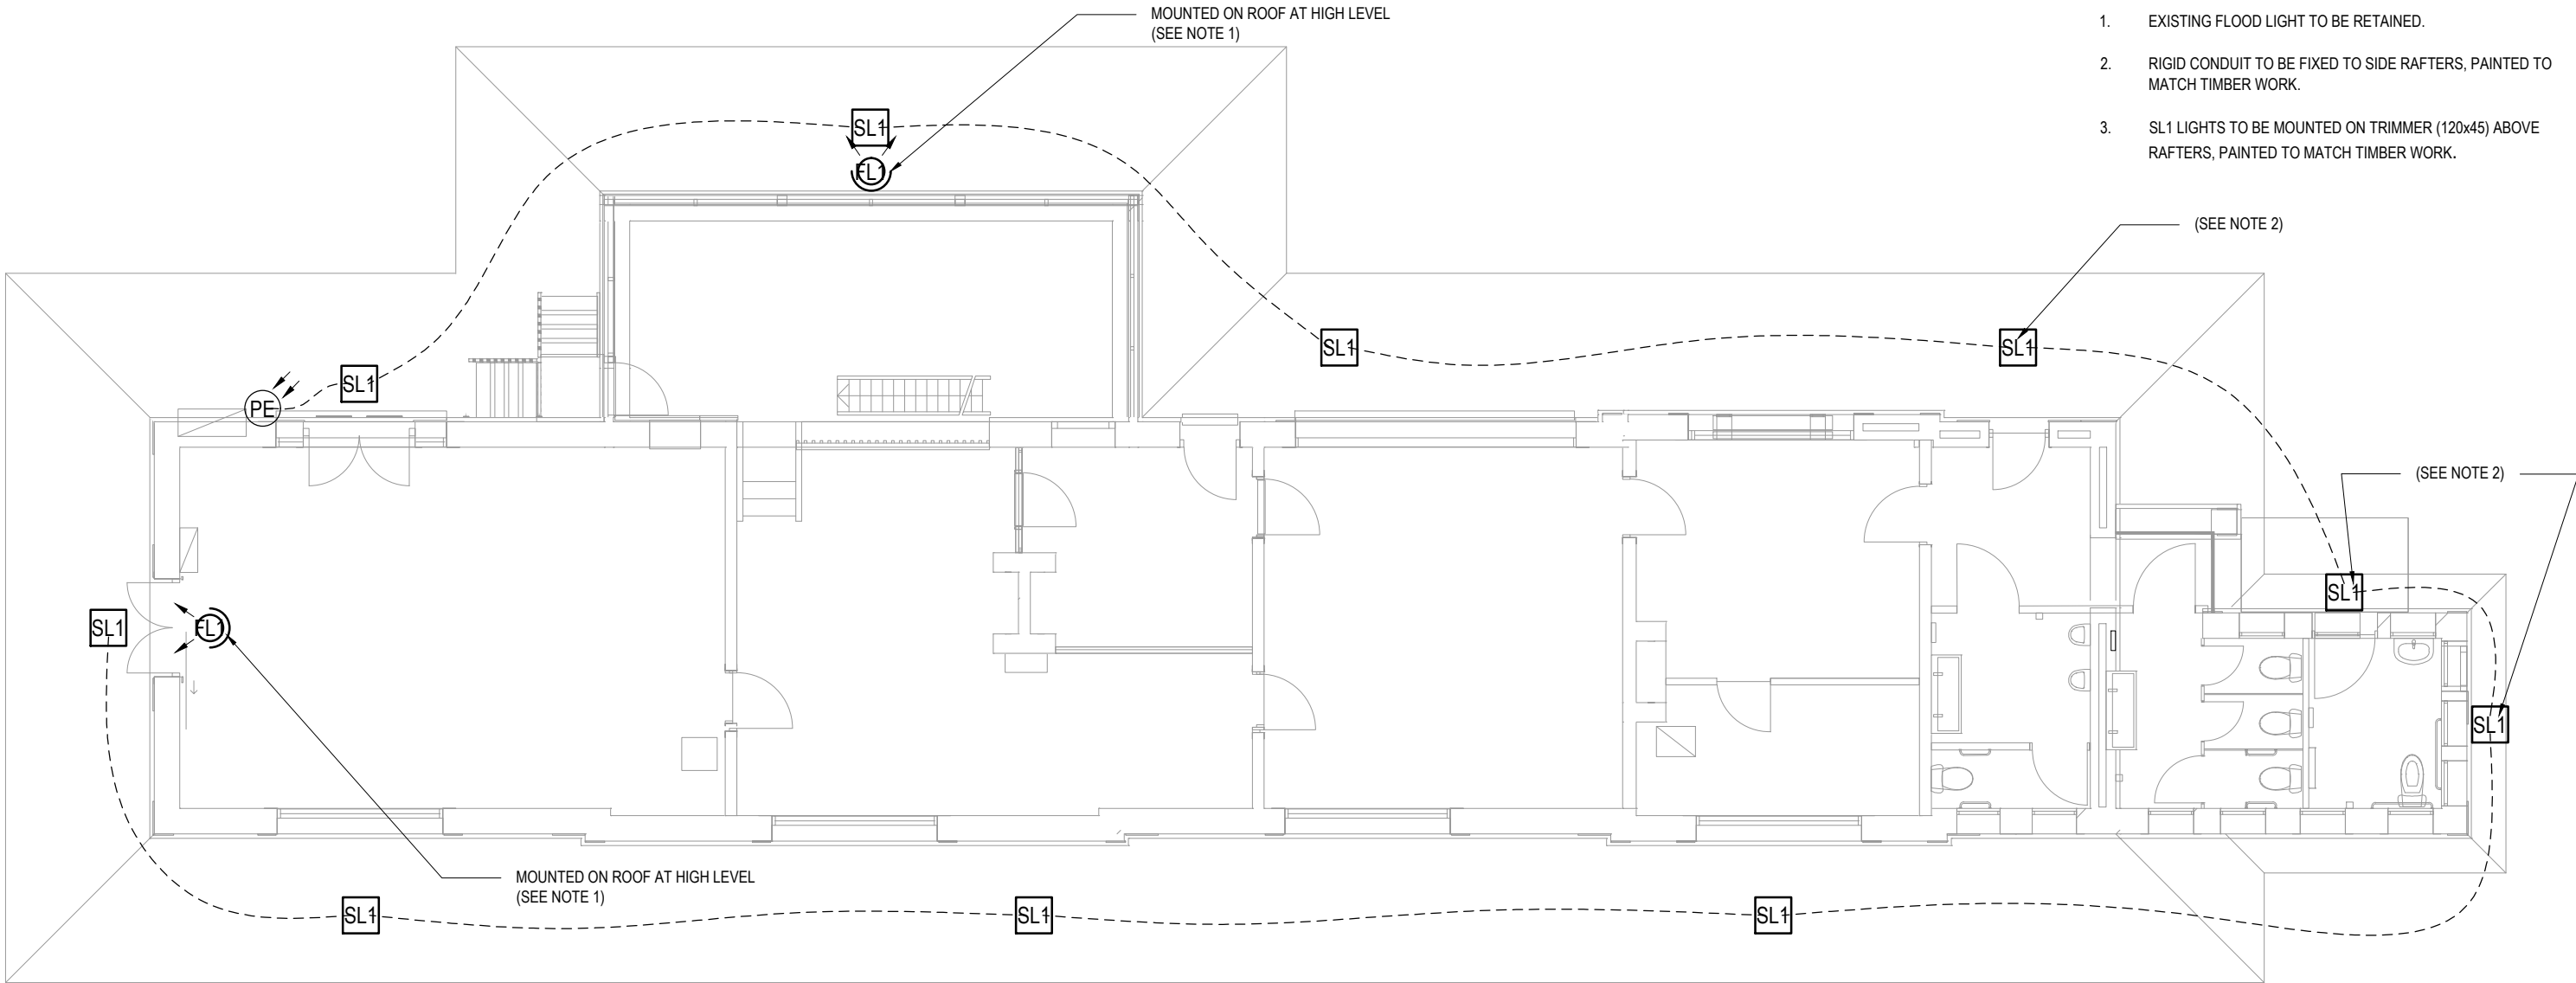 MOUNTED ON ROOF AT HIGH LEVEL
(SEE NOTE 1)
1. EXISTING FLOOD LIGHT TO BE RETAINED.
2. RIGID CONDUIT TO BE FIXED TO SIDE RAFTERS, PAINTED TO
MATCH TIMBER WORK.
3. SL1 LIGHTS TO BE MOUNTED ON TRIMMER (120x45) ABOVE
RAFTERS, PAINTED TO MATCH TIMBER WORK.
SL1
FL1
(SEE NOTE 2)
SL1
SL1
SL1
PE
(SEE NOTE 2)
SL1
SL1
FL1
SL1
MOUNTED ON ROOF AT HIGH LEVEL
(SEE NOTE 1)
SL1
SL1
SL1